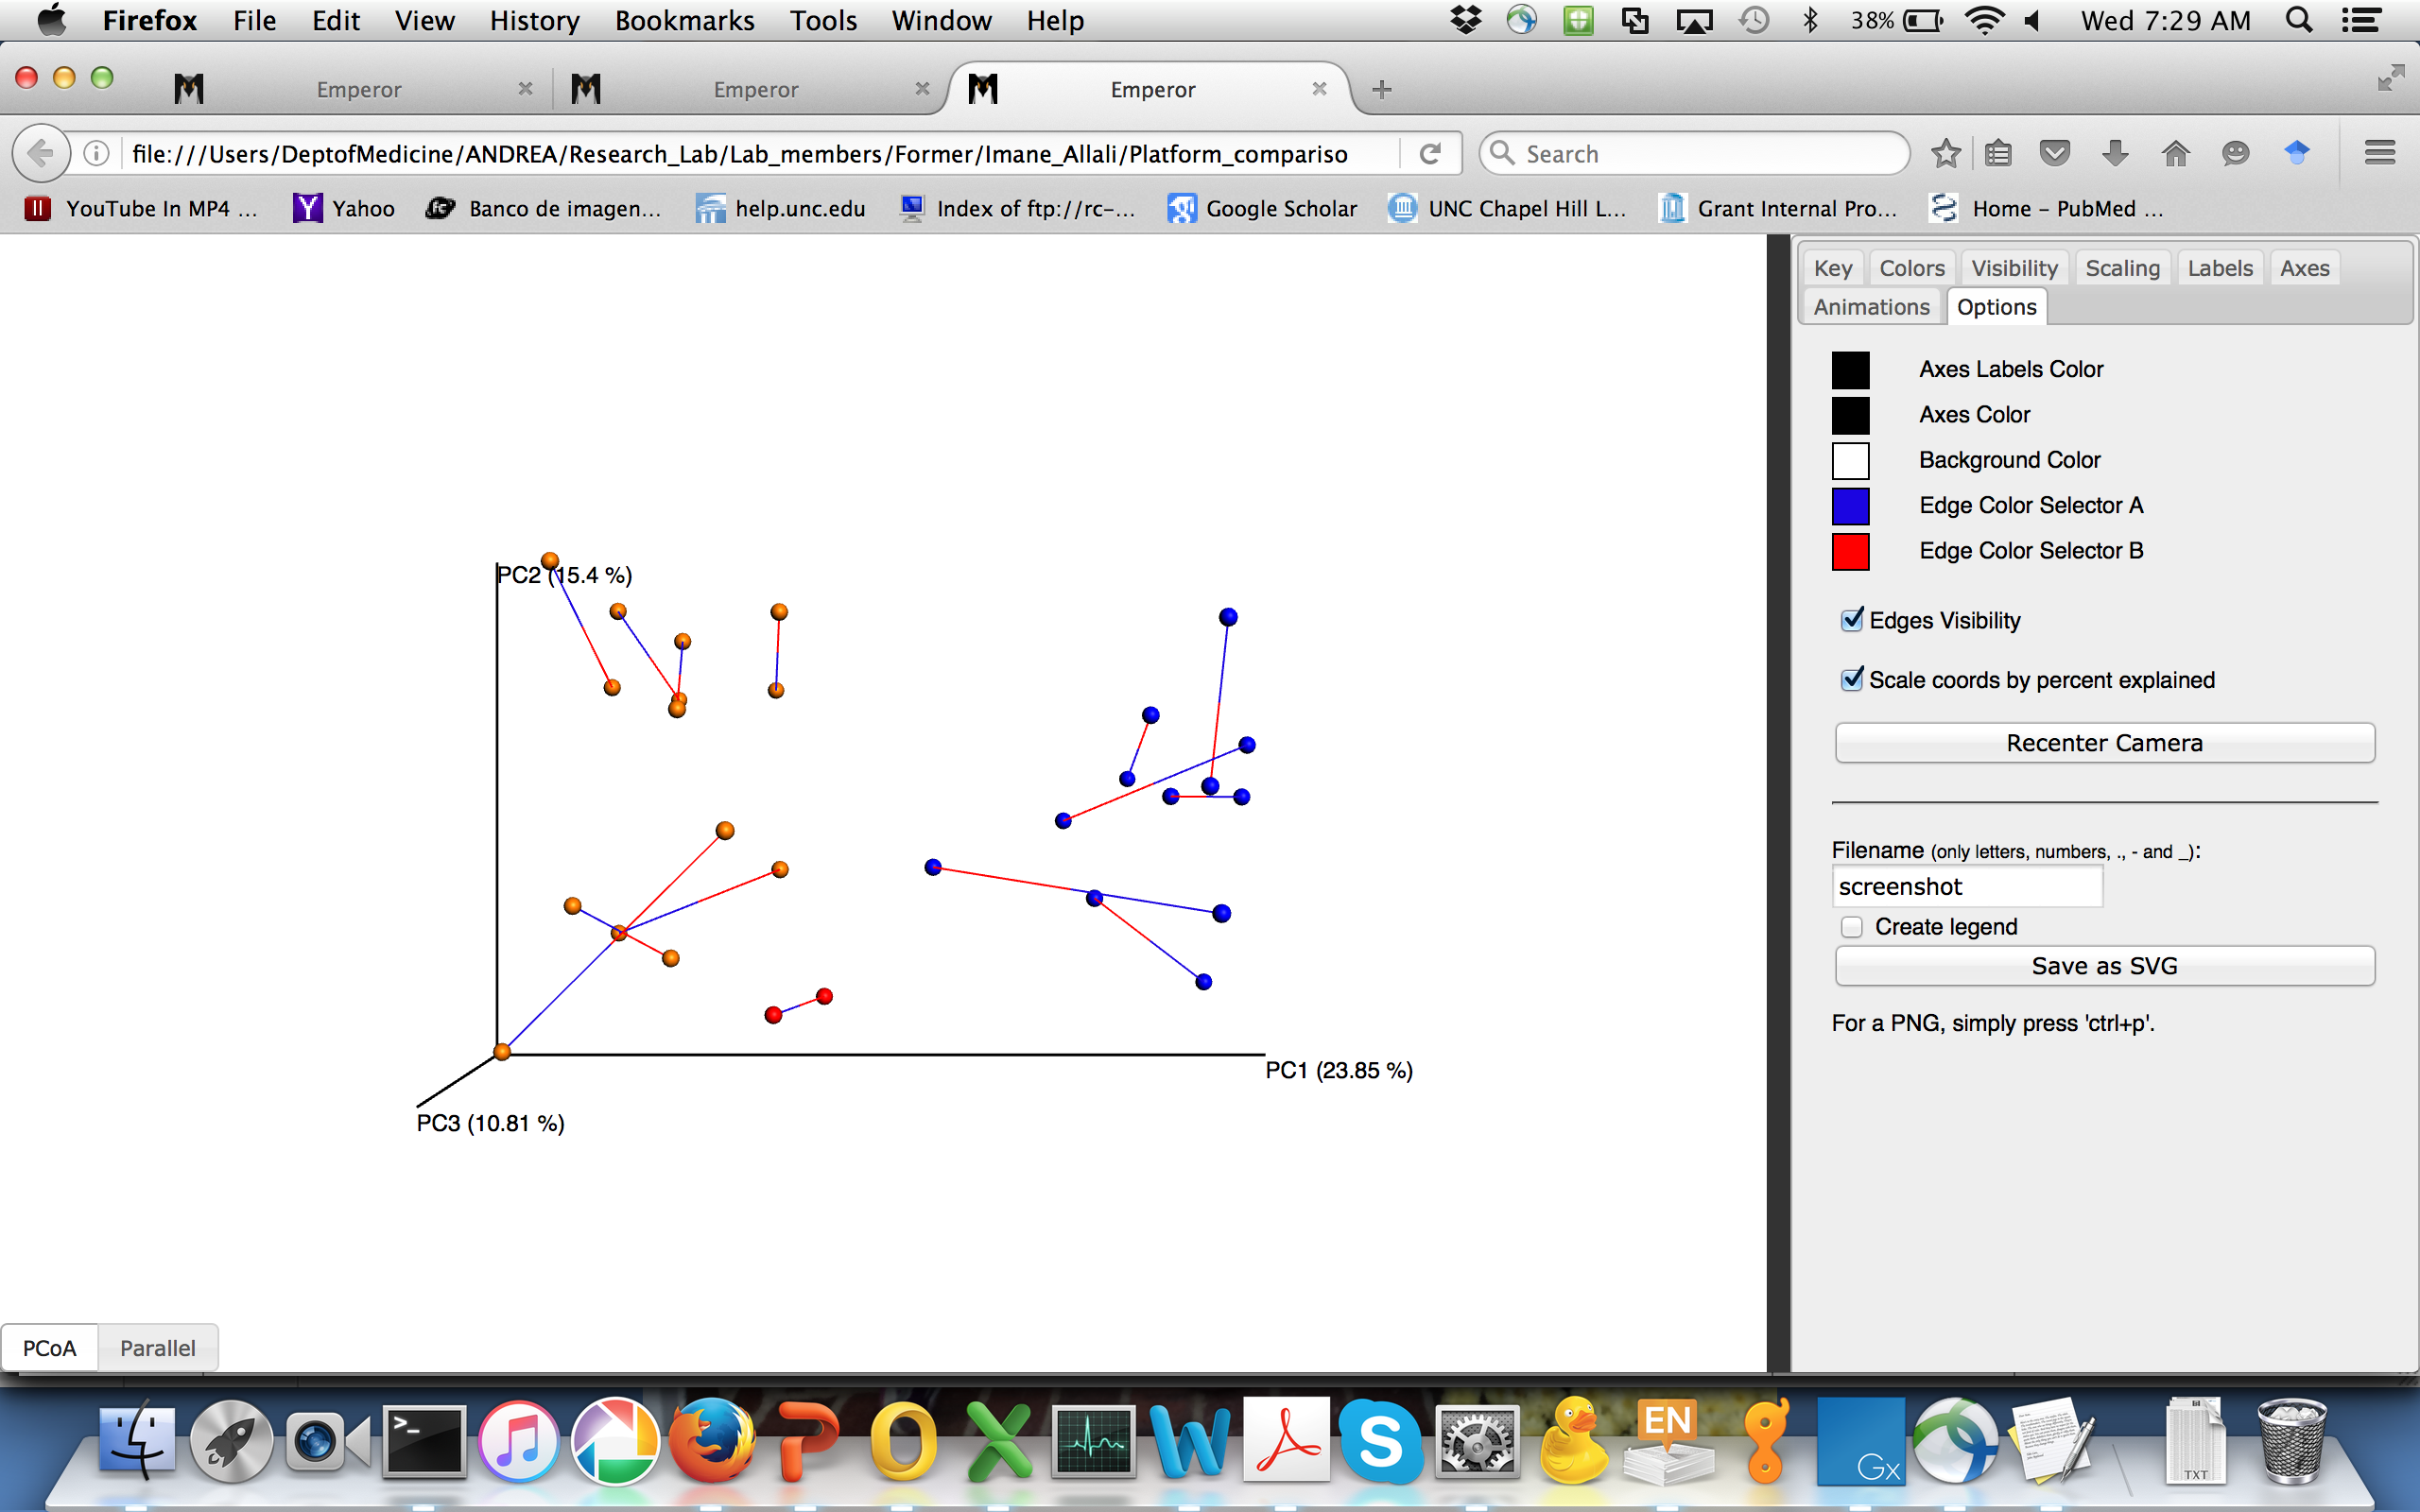 Firefox File Edit View History Bookmarks Tools Window Help 38% Wed 7:29 AM
Emperor Emperor Emperor
file:///Users/DeptofMedicine/ANDREA/Research_Lab/Lab_members/Former/Imane_Allali/Platform_compariso Search
YouTube In MP4 ... Yahoo Banco de imagen... help.unc.edu Index of ftp://rc-... Google Scholar UNC Chapel Hill L... Grant Internal Pro... Home – PubMed ...
Key Colors Visibility Scaling Labels Axes
Animations Options
Axes Labels Color
Axes Color
Background Color
Edge Color Selector A
Edge Color Selector B
Edges Visibility
Scale coords by percent explained
Recenter Camera
Filename (only letters, numbers, ., - and _):
screenshot
Create legend
Save as SVG
For a PNG, simply press 'ctrl+p'.
PC2 (15.4 %)
PC1 (23.85 %)
PC3 (10.81 %)
PCoA Parallel
EN
Gx
TXT